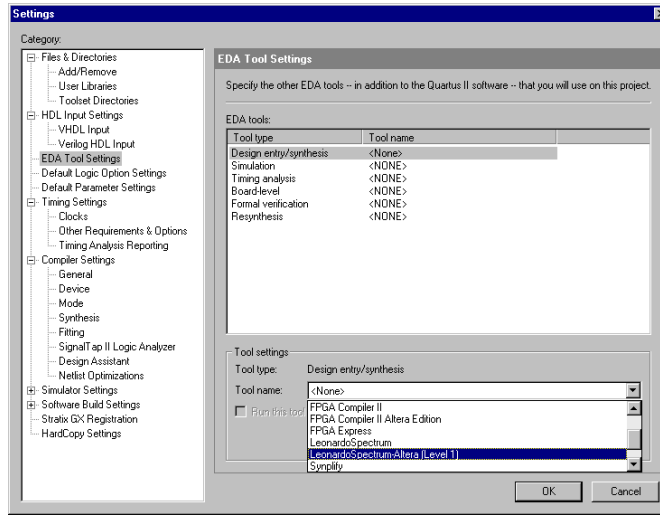 Settings
Category:
Files & Directories
Add/Remove
User Libraries
Toolset Directories
HDL Input Settings
VHDL Input
Verilog HDL Input
EDA Tool Settings
Default Logic Option Settings
Default Parameter Settings
Timing Settings
Clocks
Other Requirements & Options
Timing Analysis Reporting
Compiler Settings
General
Device
Mode
Synthesis
Fitting
SignalTap II Logic Analyzer
Design Assistant
Netlist Optimizations
Simulator Settings
Software Build Settings
Stratix GX Registration
HardCopy Settings
EDA Tool Settings
Specify the other EDA tools -- in addition to the Quartus II software -- that you will use on this project.
EDA tools:
Tool type Tool name
Design entry/synthesis <None>
Simulation <NONE>
Timing analysis <NONE>
Board-level <NONE>
Formal verification <NONE>
Resynthesis <NONE>
Tool settings
Tool type: Design entry/synthesis
Tool name: <None>
Run this tool
FPGA Compiler II
FPGA Compiler II Altera Edition
FPGA Express
LeonardoSpectrum
LeonardoSpectrum-Altera (Level 1)
Synplify
OK Cancel